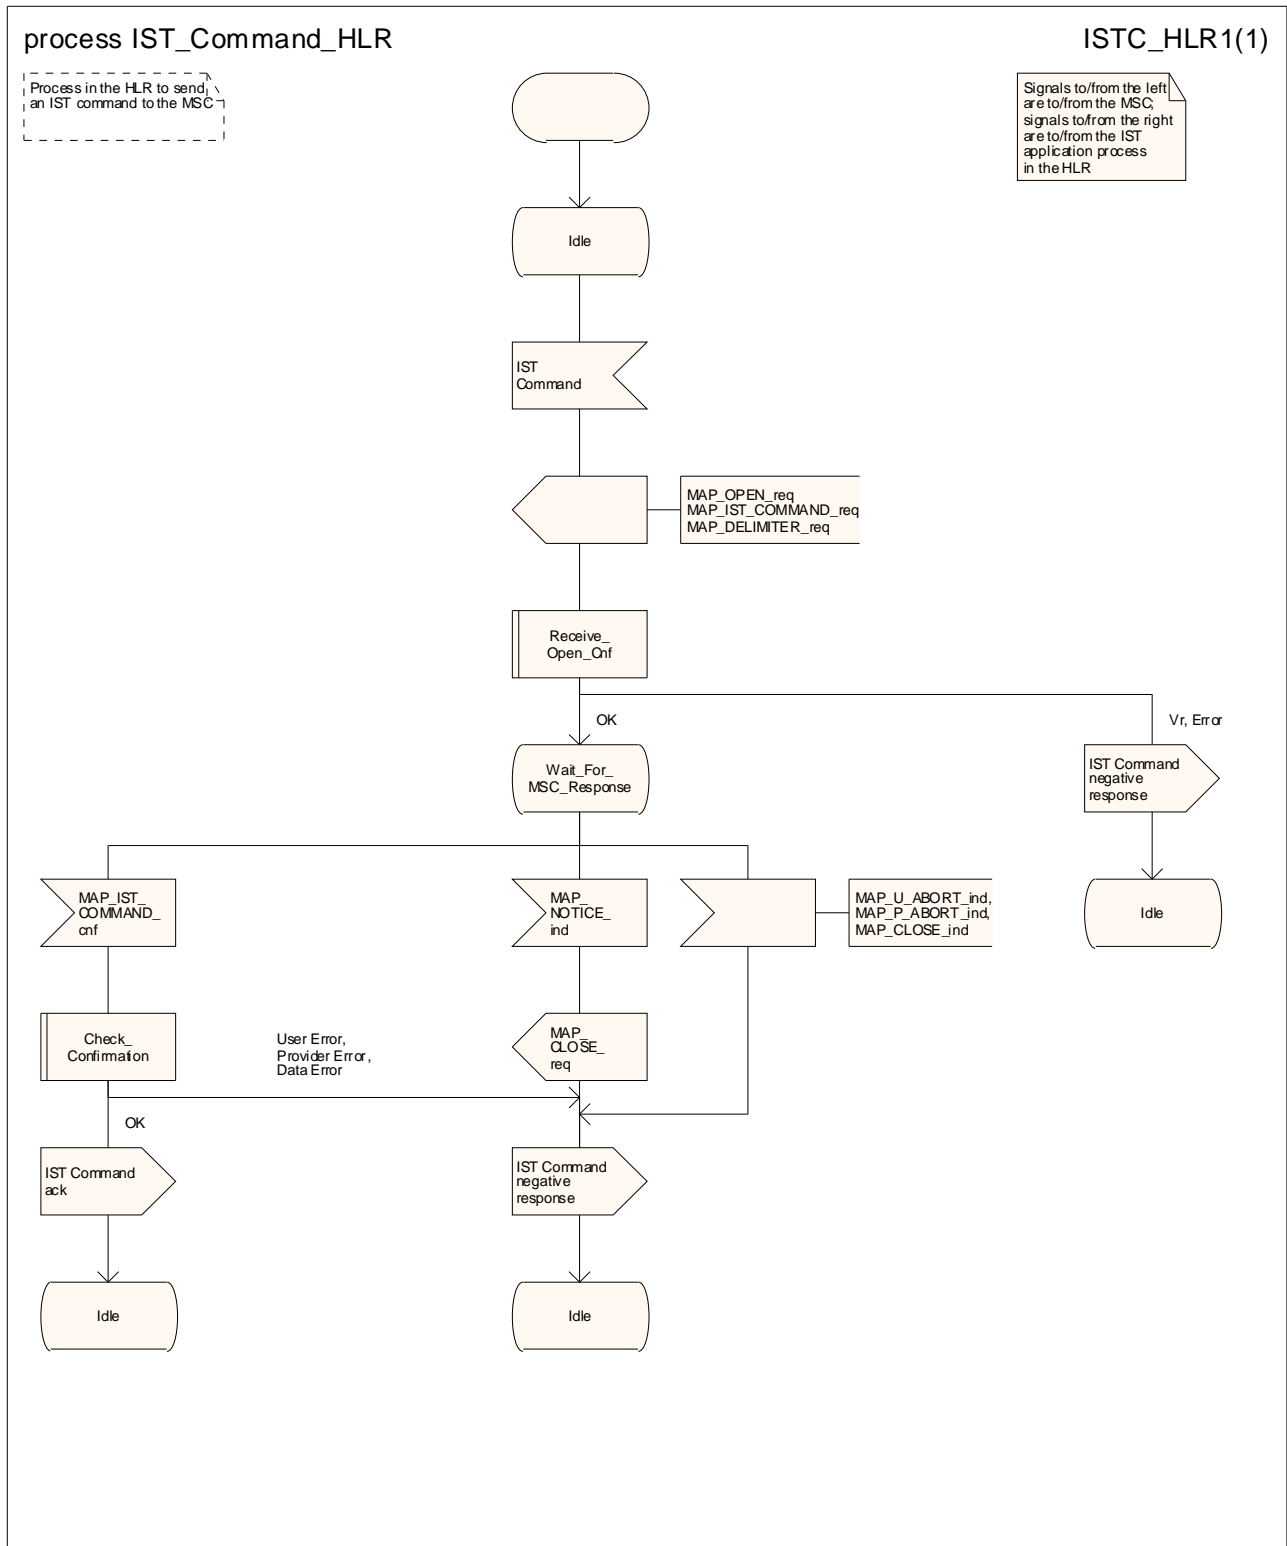 process IST_Command_HLR
ISTC_HLR1(1)
Process in the HLR to send
an IST command to the MSC
Signals to/from the left
are to/from the MSC;
signals to/from the right
are to/from the IST
application process
in the HLR
Idle
IST
Command
MAP_OPEN_req
MAP_IST_COMMAND_req
MAP_DELIMITER_req
Receive_
Open_Cnf
OK
Vr, Error
Wait_For_
MSC_Response
IST Command
negative
response
MAP_IST_
COMMAND_
cnf
MAP_
NOTICE_
ind
MAP_U_ABORT_ind,
MAP_P_ABORT_ind,
MAP_CLOSE_ind
Idle
Check_
Confirmation
User Error,
Provider Error,
Data Error
MAP_
CLOSE_
req
OK
IST Command
ack
IST Command
negative
response
Idle
Idle